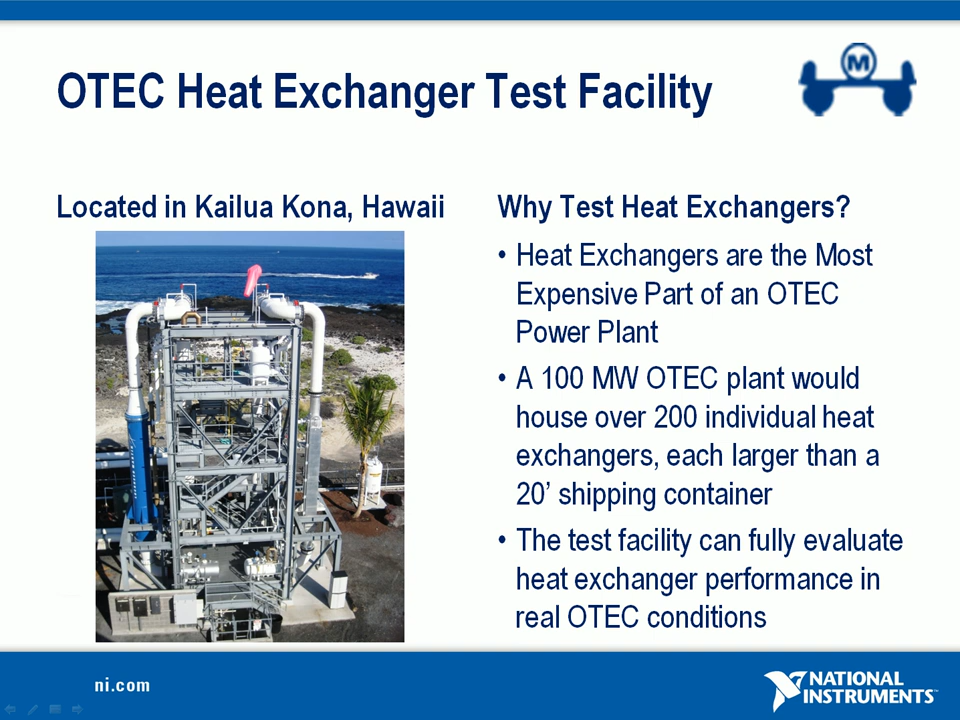 OTEC Heat Exchanger Test Facility
M
Located in Kailua Kona, Hawaii
Why Test Heat Exchangers?
• Heat Exchangers are the Most
Expensive Part of an OTEC
Power Plant
• A 100 MW OTEC plant would
house over 200 individual heat
exchangers, each larger than a
20’ shipping container
• The test facility can fully evaluate
heat exchanger performance in
real OTEC conditions
ni.com
NATIONAL
INSTRUMENTS™